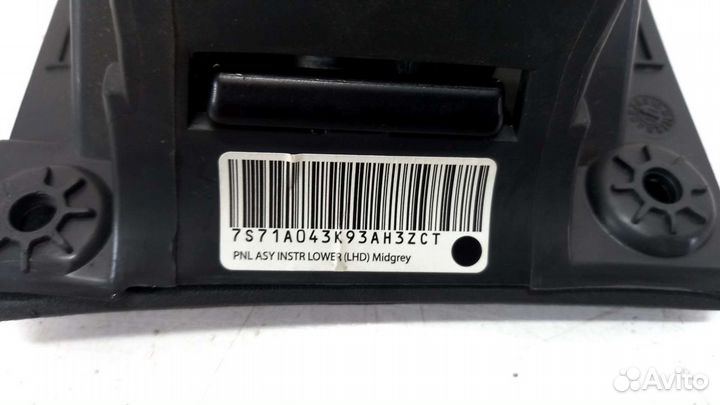 7S71A043K93AH3ZCT
PNL ASY INSTR LOWER (LHD) Midgrey
Avito